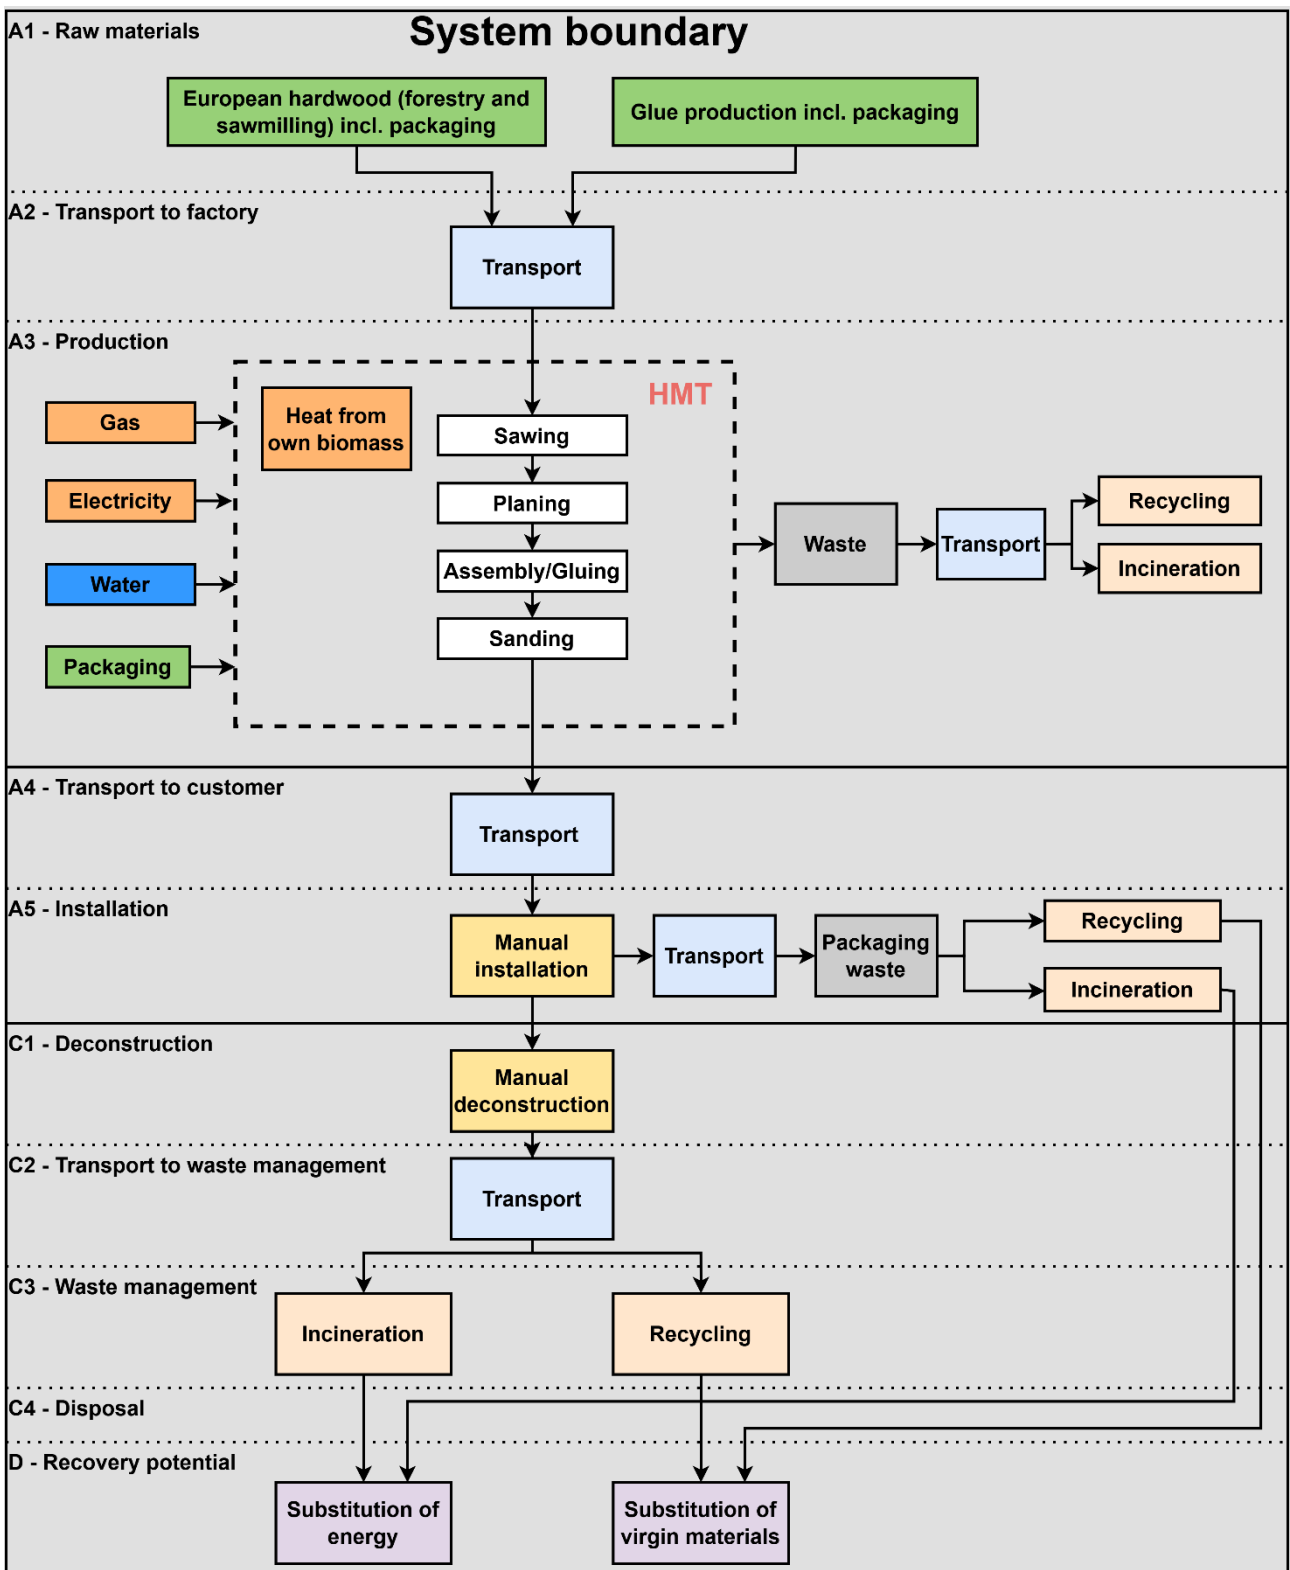 System boundary
A1 - Raw materials
European hardwood (forestry and
sawmilling) incl. packaging
Glue production incl. packaging
A2 - Transport to factory
Transport
A3 - Production
HMT
Heat from
own biomass
Gas
Electricity
Water
Packaging
Sawing
Planing
Assembly/Gluing
Sanding
Waste
Transport
Recycling
Incineration
A4 - Transport to customer
Transport
A5 - Installation
Manual
installation
Transport
Packaging
waste
Recycling
Incineration
C1 - Deconstruction
Manual
deconstruction
C2 - Transport to waste management
Transport
C3 - Waste management
Incineration
Recycling
C4 - Disposal
D - Recovery potential
Substitution of
energy
Substitution of
virgin materials